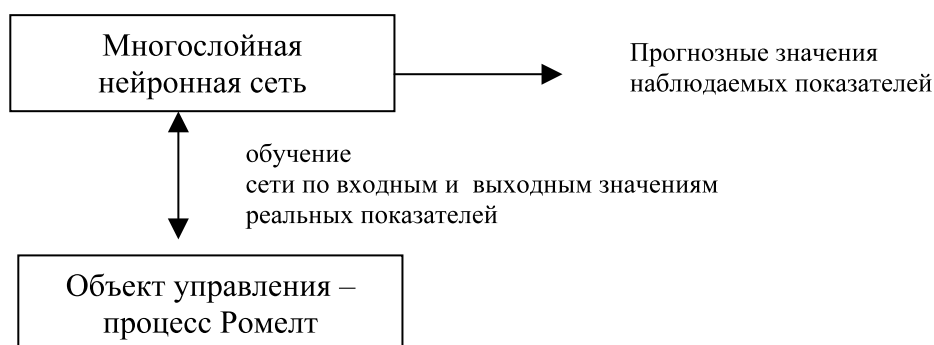 Многослойная
нейронная сеть
Прогнозные значения
наблюдаемых показателей
обучение
сети по входным и выходным значениям
реальных показателей
Объект управления –
процесс Ромелт